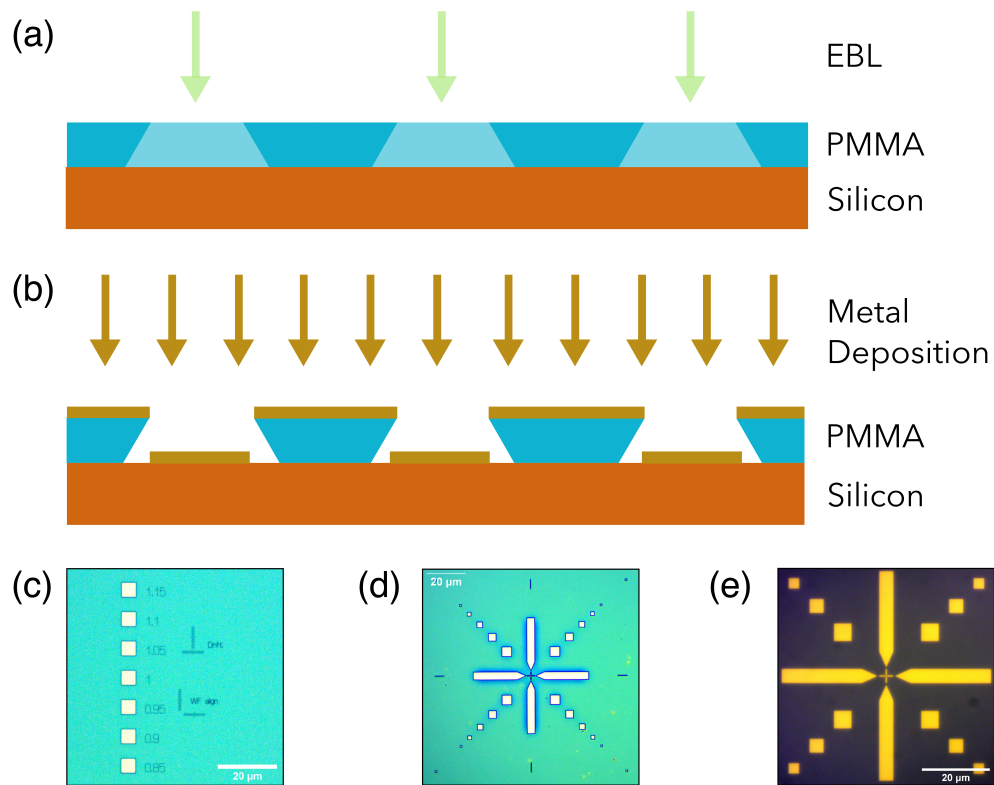 (a)
EBL
PMMA
Silicon
(b)
Metal
Deposition
PMMA
Silicon
(c)
1.15
1.1
1.05
Drift
1
WF align
0.95
0.9
0.85
20 µm
(d)
20 µm
(e)
20 µm